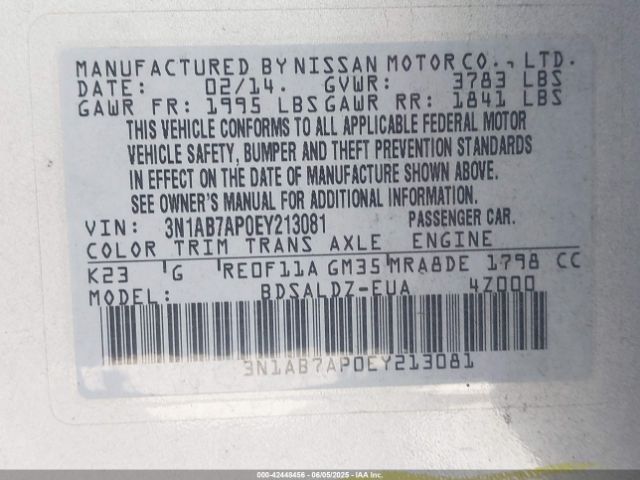 MANUFACTURED BY NISSAN MOTOR CO., LTD.
DATE: 02/14. GVWR: 3783 LBS
GAWR FR: 1995 LBS GAWR RR: 1841 LBS
THIS VEHICLE CONFORMS TO ALL APPLICABLE FEDERAL MOTOR
VEHICLE SAFETY, BUMPER AND THEFT PREVENTION STANDARDS
IN EFFECT ON THE DATE OF MANUFACTURE SHOWN ABOVE.
SEE OWNER'S MANUAL FOR ADDITIONAL INFORMATION.
VIN: 3N1AB7AP0EY213081 PASSENGER CAR.
COLOR TRIM TRANS AXLE ENGINE
K23 G RE0F11A GM35 MRA8DE 1798 CC
MODEL: BDSALDZ-EUA 4Z000
3N1AB7AP0EY213081
000-42448456 - 06/05/2025 - IAA Inc.